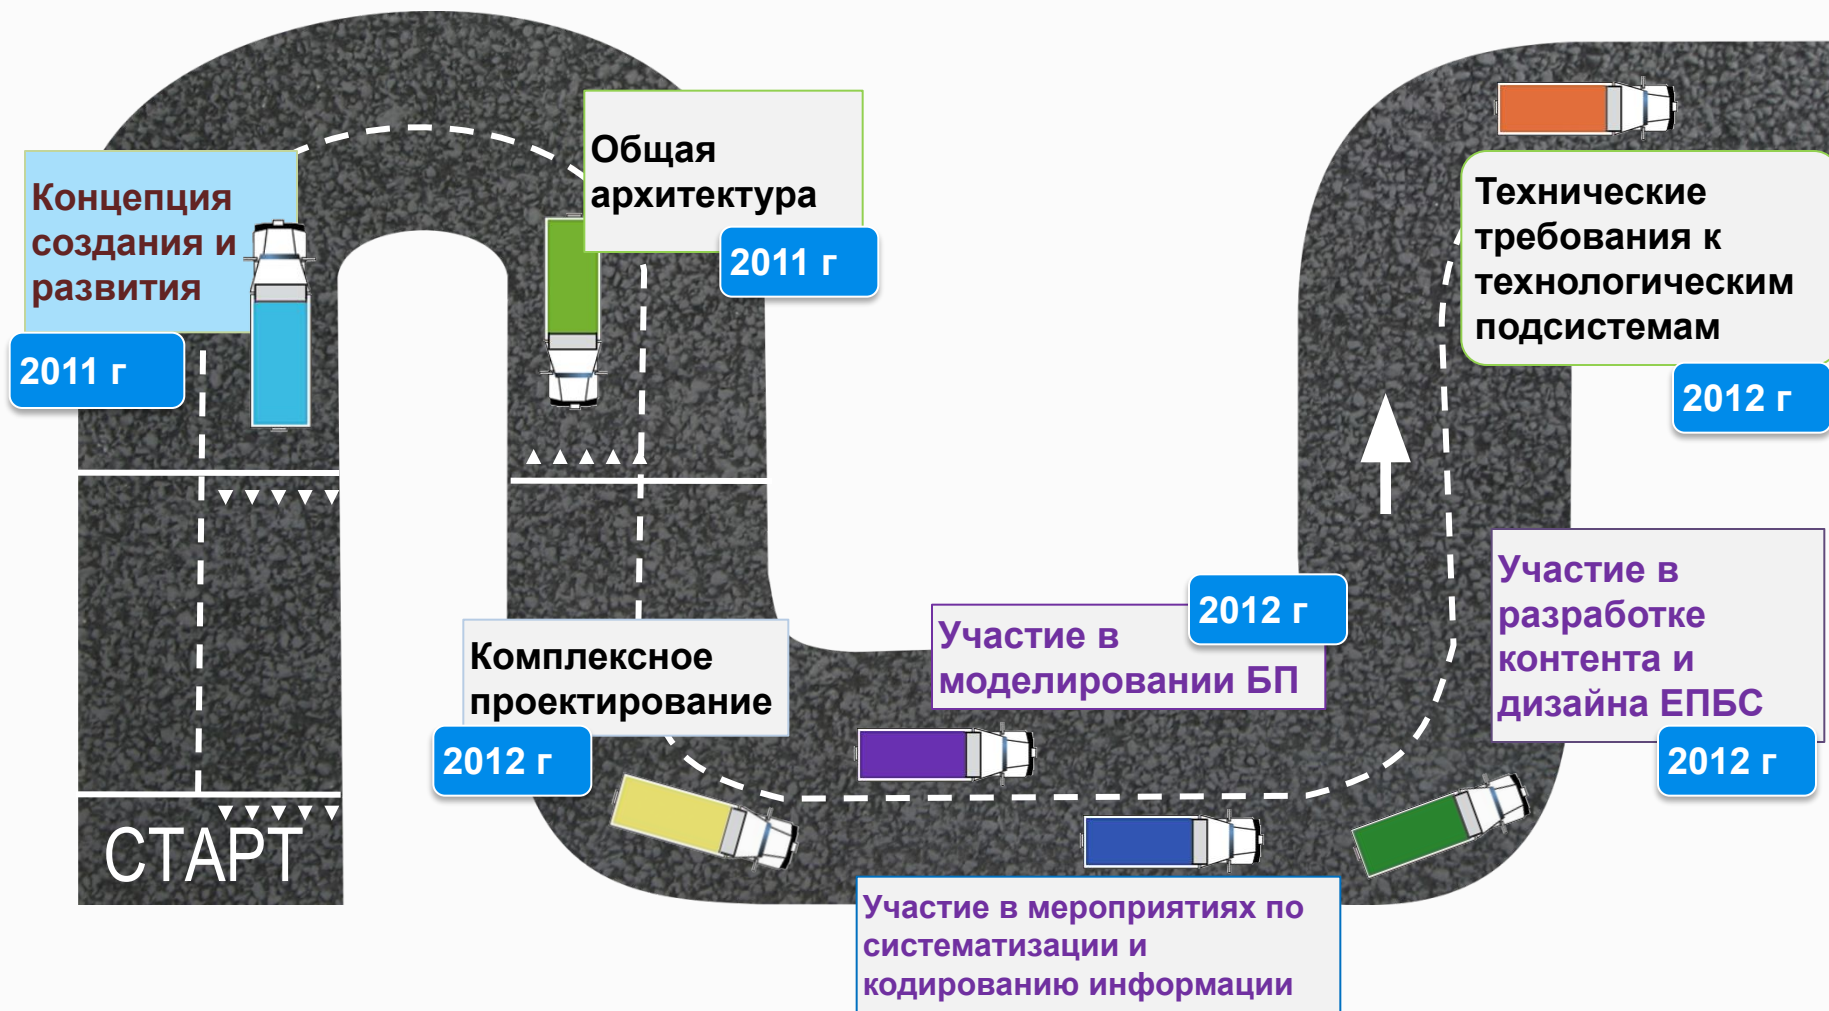 Концепция
создания и
развития
2011 г
Общая
архитектура
2011 г
Технические
требования к
технологическим
подсистемам
2012 г
Комплексное
проектирование
2012 г
Участие в
моделировании БП
2012 г
Участие в
разработке
контента и
дизайна ЕПБС
2012 г
СТАРТ
Участие в мероприятиях по
систематизации и
кодированию информации